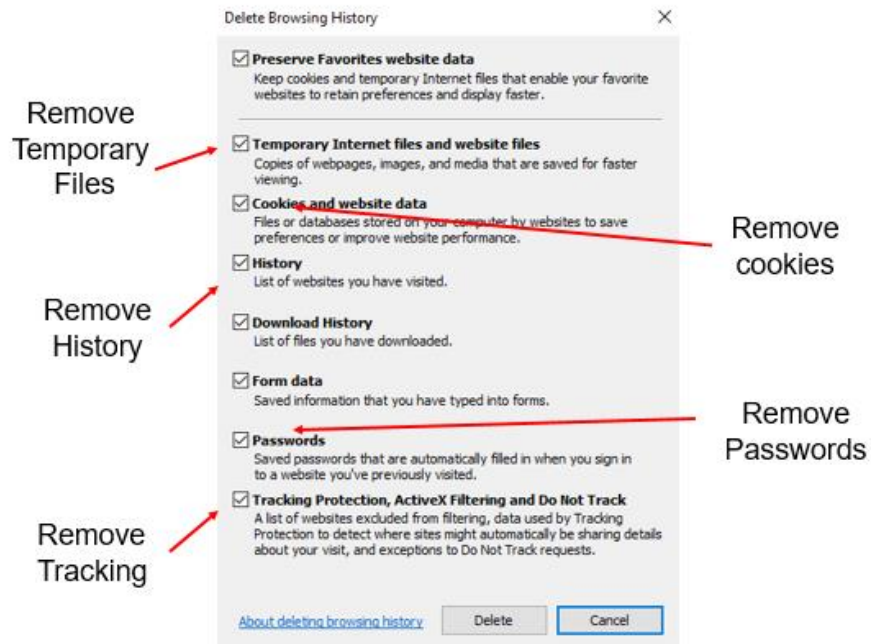 Delete Browsing History
Preserve Favorites website data
Keep cookies and temporary Internet files that enable your favorite
websites to retain preferences and display faster.
Remove
Temporary
Files
Temporary Internet files and website files
Copies of webpages, images, and media that are saved for faster
viewing.
Cookies and website data
Files or databases stored on your computer by websites to save
preferences or improve website performance.
Remove
cookies
History
List of websites you have visited.
Remove
History
Download History
List of files you have downloaded.
Form data
Saved information that you have typed into forms.
Remove
Passwords
Passwords
Saved passwords that are automatically filled in when you sign in
to a website you've previously visited.
Tracking Protection, ActiveX Filtering and Do Not Track
A list of websites excluded from filtering, data used by Tracking
Protection to detect where sites might automatically be sharing details
about your visit, and exceptions to Do Not Track requests.
Remove
Tracking
About deleting browsing history
Delete
Cancel